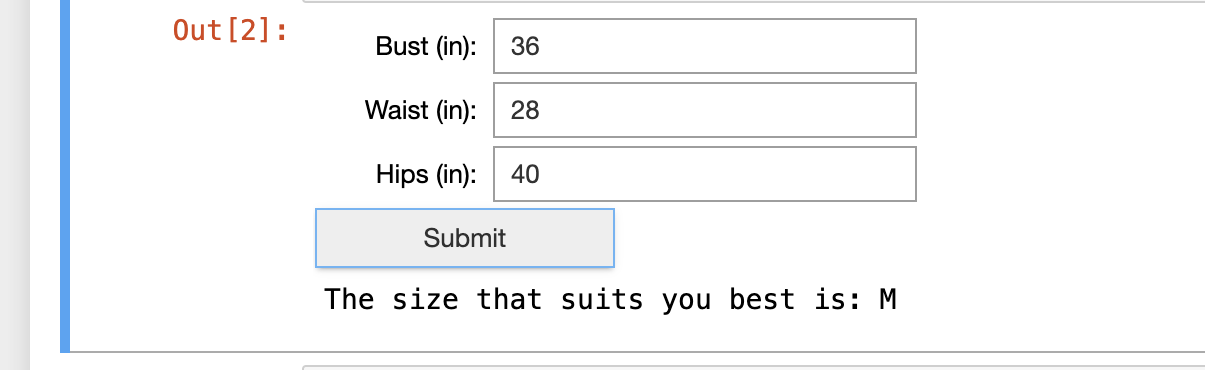 Out[2]:
Bust (in): 36
Waist (in): 28
Hips (in): 40
Submit
The size that suits you best is: M